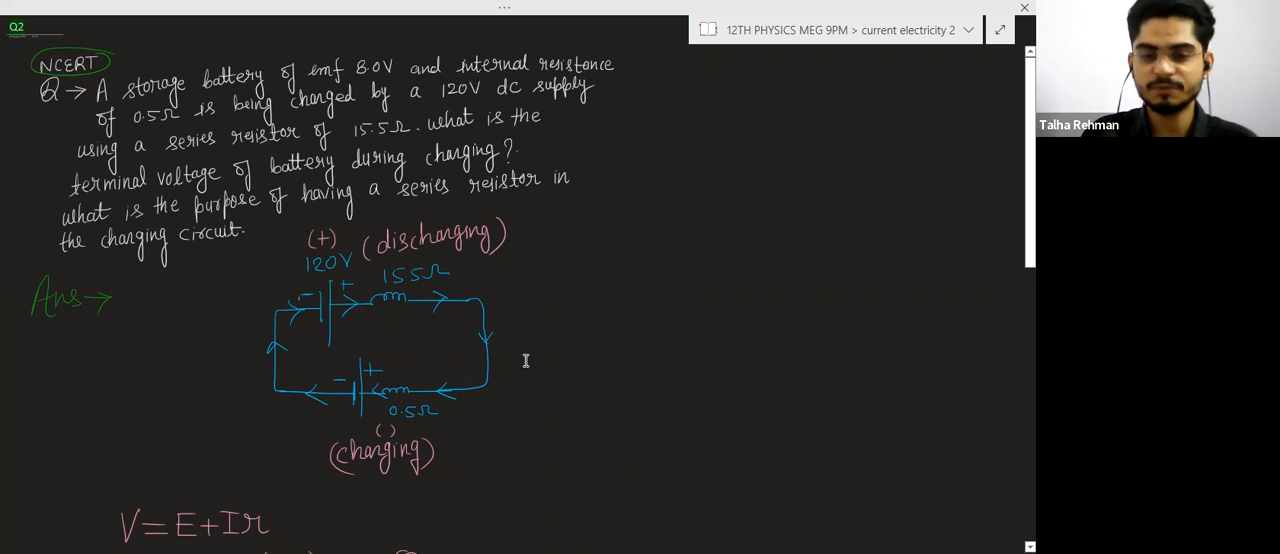 Q2
12TH PHYSICS MEG 9PM > current electricity 2
NCERT
Q → A storage battery of emf 8.0V and internal resistance
of 0.5Ω is being charged by a 120V dc supply
using a series resistor of 15.5Ω. what is the
terminal voltage of battery during charging?
what is the purpose of having a series resistor in
the charging circuit.
Talha Rehman
(+) (discharging)
120V
15.5Ω
Ans →
- +
- +
0.5Ω
( )
(charging)
V = E + Ir